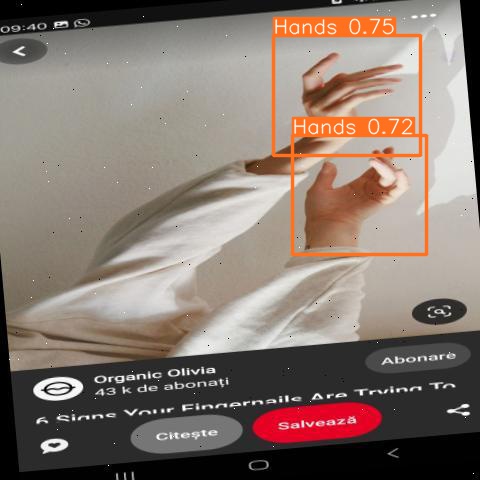 09:40
Hands 0.75
Hands 0.72
Organic Olivia
43 k de abonați
Abonare
6 Signs Your Fingernails Are Trying To
Citește
Salvează